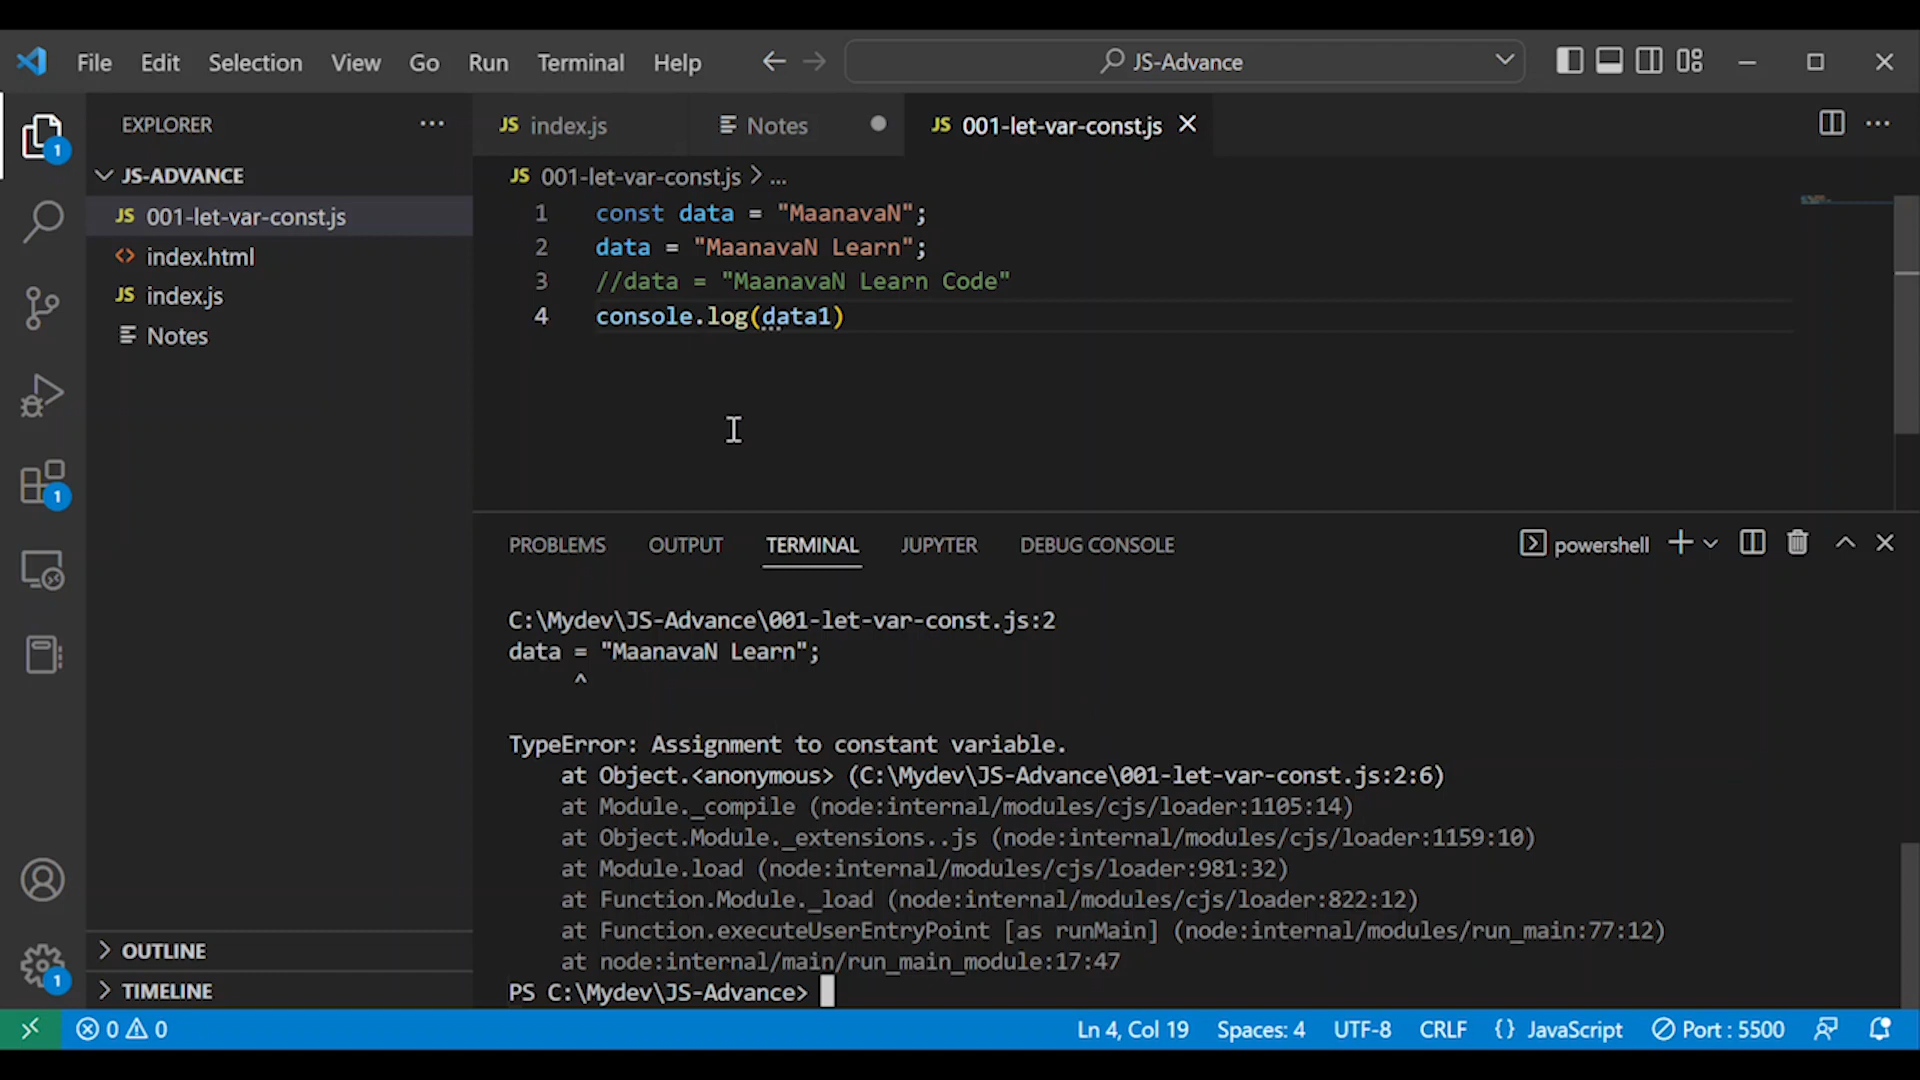 File Edit Selection View Go Run Terminal Help JS-Advance
EXPLORER
JS index.js Notes JS 001-let-var-const.js
JS-ADVANCE
JS 001-let-var-const.js > ...
JS 001-let-var-const.js
<> index.html
JS index.js
Notes
1
1
1
1 const data = "MaanavaN";
2 data = "MaanavaN Learn";
3 //data = "MaanavaN Learn Code"
4 console.log(data1)
PROBLEMS OUTPUT TERMINAL JUPYTER DEBUG CONSOLE powershell
C:\Mydev\JS-Advance\001-let-var-const.js:2
data = "MaanavaN Learn";
^
TypeError: Assignment to constant variable.
at Object.<anonymous> (C:\Mydev\JS-Advance\001-let-var-const.js:2:6)
at Module._compile (node:internal/modules/cjs/loader:1105:14)
at Object.Module._extensions..js (node:internal/modules/cjs/loader:1159:10)
at Module.load (node:internal/modules/cjs/loader:981:32)
at Function.Module._load (node:internal/modules/cjs/loader:822:12)
at Function.executeUserEntryPoint [as runMain] (node:internal/modules/run_main:77:12)
at node:internal/main/run_main_module:17:47
PS C:\Mydev\JS-Advance>
OUTLINE
TIMELINE
0 0 Ln 4, Col 19 Spaces: 4 UTF-8 CRLF {} JavaScript Port : 5500